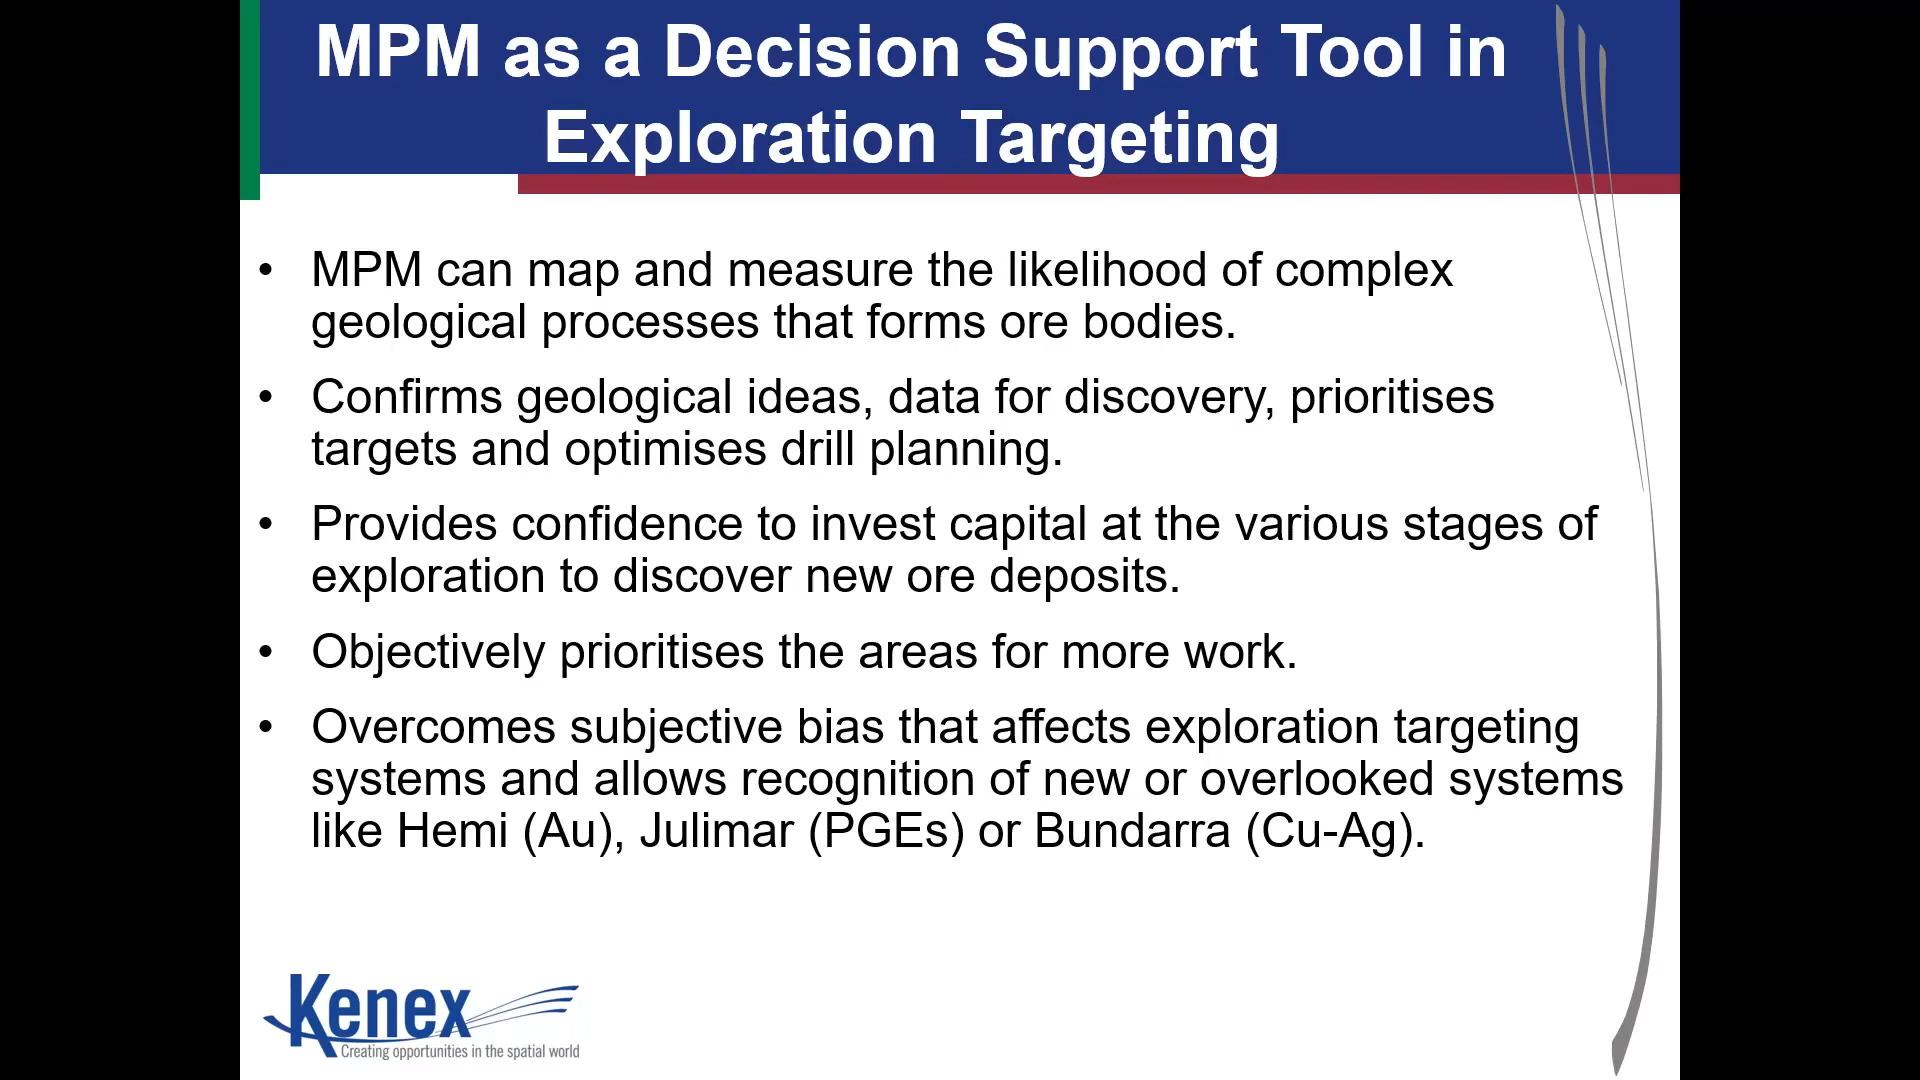 MPM as a Decision Support Tool in
Exploration Targeting
• MPM can map and measure the likelihood of complex
geological processes that forms ore bodies.
• Confirms geological ideas, data for discovery, prioritises
targets and optimises drill planning.
• Provides confidence to invest capital at the various stages of
exploration to discover new ore deposits.
• Objectively prioritises the areas for more work.
• Overcomes subjective bias that affects exploration targeting
systems and allows recognition of new or overlooked systems
like Hemi (Au), Julimar (PGEs) or Bundarra (Cu-Ag).
Kenex
Creating opportunities in the spatial world